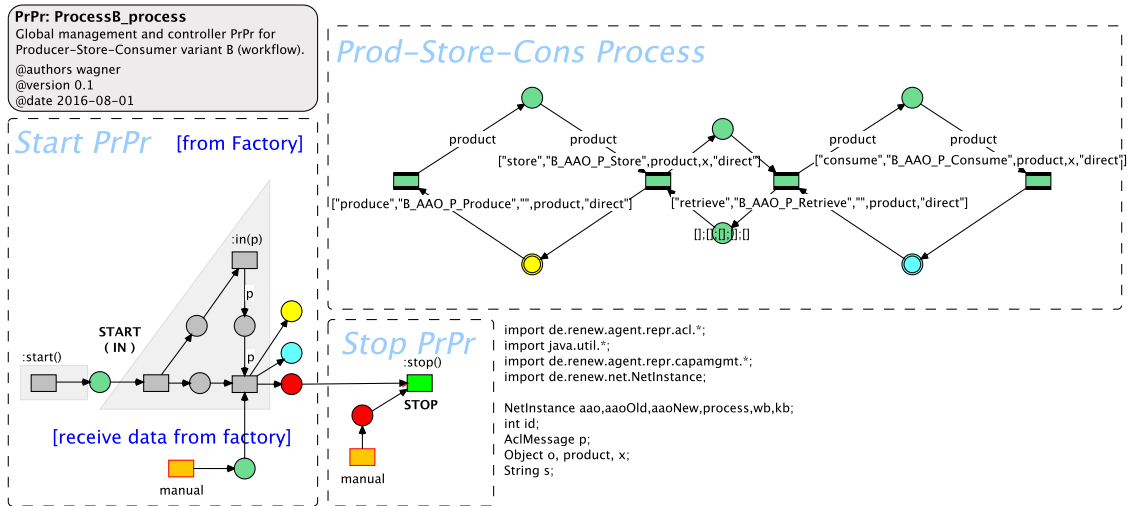 PrPr: ProcessB_process
Global management and controller PrPr for
Producer-Store-Consumer variant B (workflow).
@authors wagner
@version 0.1
@date 2016-08-01
Prod-Store-Cons Process
product
product
product
product
["store","B_AAO_P_Store",product,x,"direct"]
["consume","B_AAO_P_Consume",product,x,"direct"]
["produce","B_AAO_P_Produce","",product,"direct"]
["retrieve","B_AAO_P_Retrieve","",product,"direct"]
[];[];[];[];[]
Start PrPr
[from Factory]
:in(p)
p
START
( IN )
p
:start()
[receive data from factory]
manual
Stop PrPr
:stop()
STOP
manual
import de.renew.agent.repr.acl.*;
import java.util.*;
import de.renew.agent.repr.capamgmt.*;
import de.renew.net.NetInstance;
NetInstance aao,aaoOld,aaoNew,process,wb,kb;
int id;
AclMessage p;
Object o, product, x;
String s;